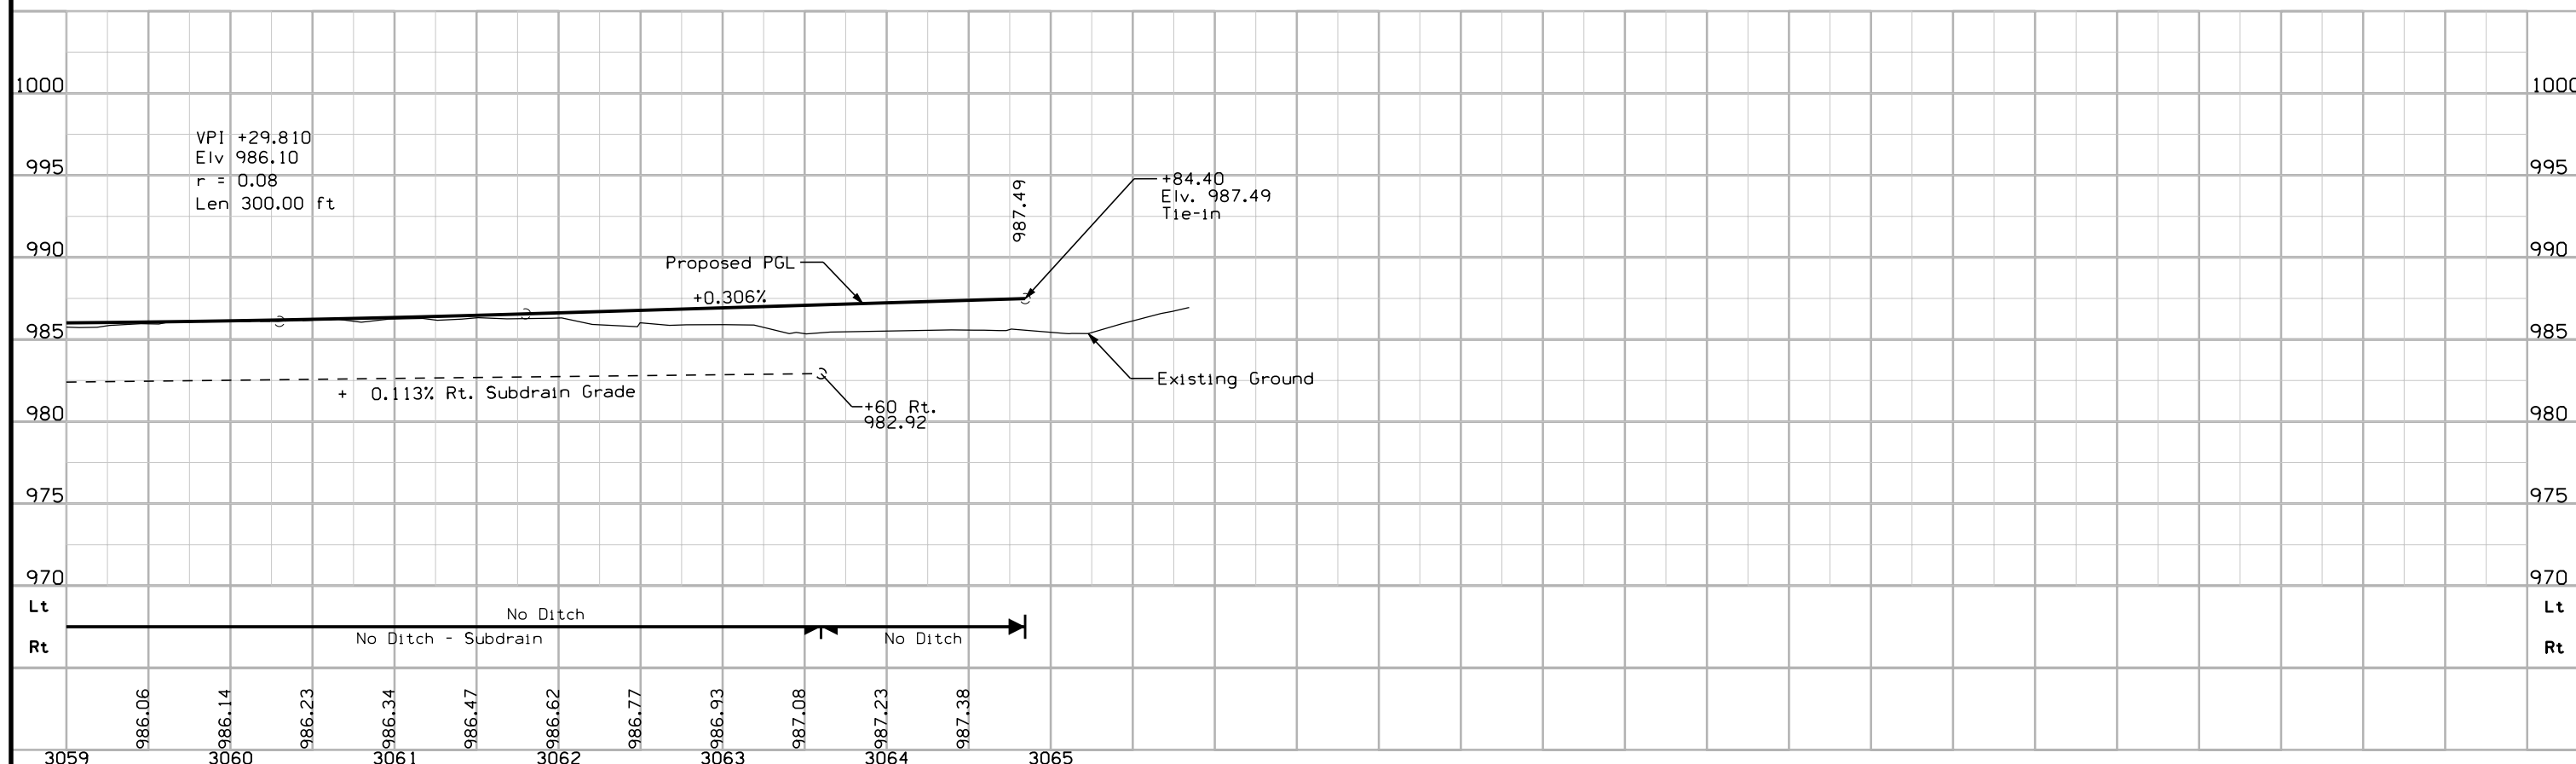 1000
1000
VPI +29.810
Elv 986.10
r = 0.08
Len 300.00 ft
995
995
987.49
+84.40
Elv. 987.49
Tie-in
990
990
Proposed PGL
+0.306%
985
985
+ 0.113% Rt. Subdrain Grade
Existing Ground
+60 Rt.
982.92
980
980
975
975
970
970
Lt
No Ditch
Lt
No Ditch - Subdrain
No Ditch
Rt
Rt
986.06
986.14
986.23
986.34
986.47
986.62
986.77
986.93
987.08
987.23
987.38
3059
3060
3061
3062
3063
3064
3065